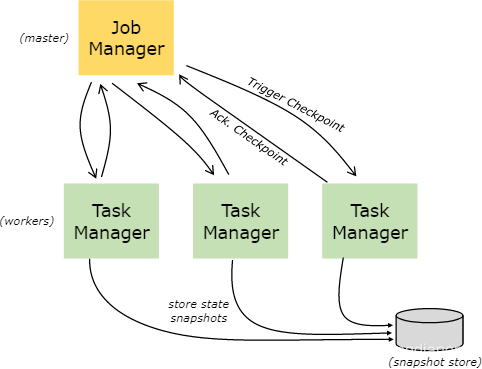 Job
Manager
(master)
Trigger Checkpoint
Ack. Checkpoint
Task
Manager
Task
Manager
Task
Manager
(workers)
store state
snapshots
(snapshot store)